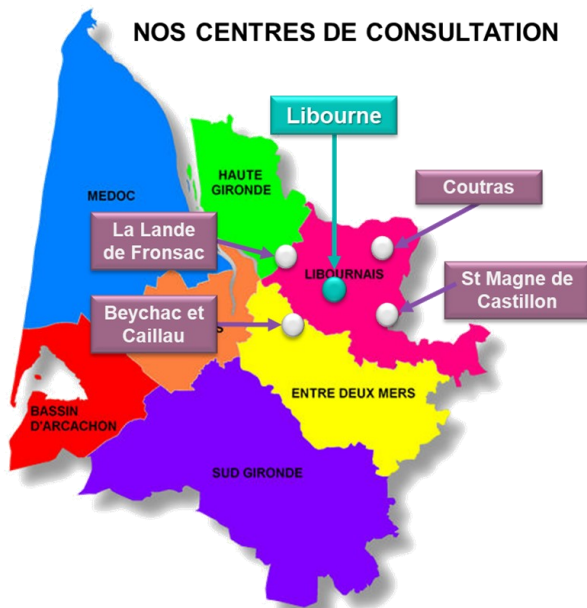 NOS CENTRES DE CONSULTATION
Libourne
HAUTE
GIRONDE
Coutras
MEDOC
La Lande
de Fronsac
LIBOURNAIS
St Magne de
Castillon
Beychac et
Caillau
ENTRE DEUX MERS
BASSIN
D'ARCACHON
SUD GIRONDE